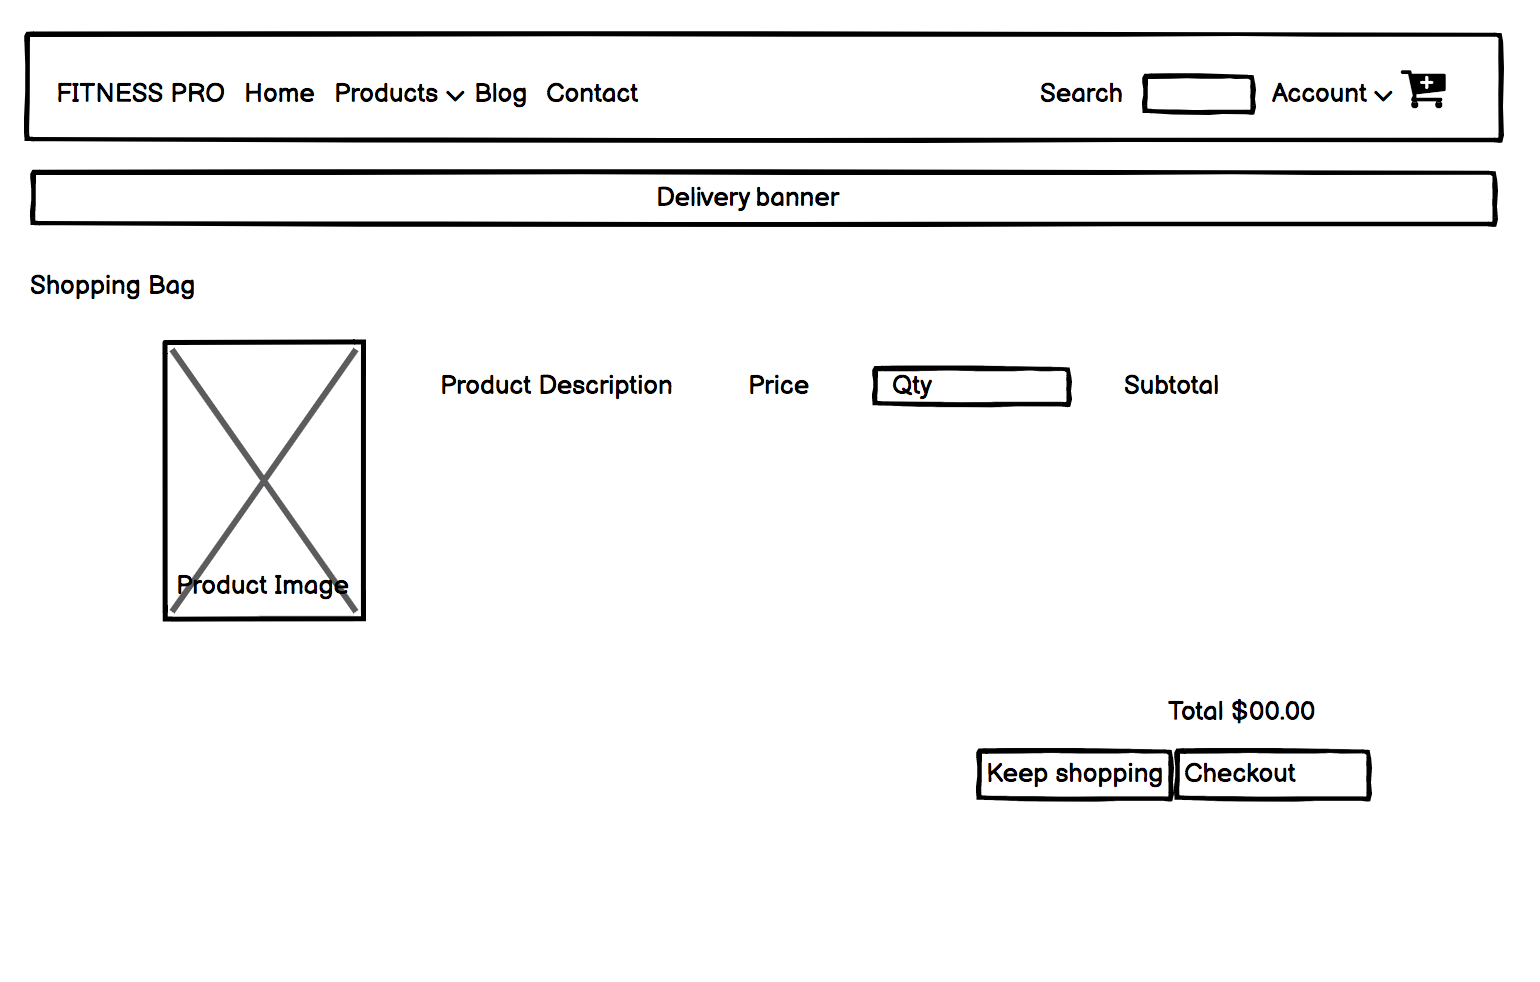 FITNESS PRO Home Products Blog Contact Search Account
Delivery banner
Shopping Bag
Product Description Price Qty Subtotal
Product Image
Total $00.00
Keep shopping Checkout